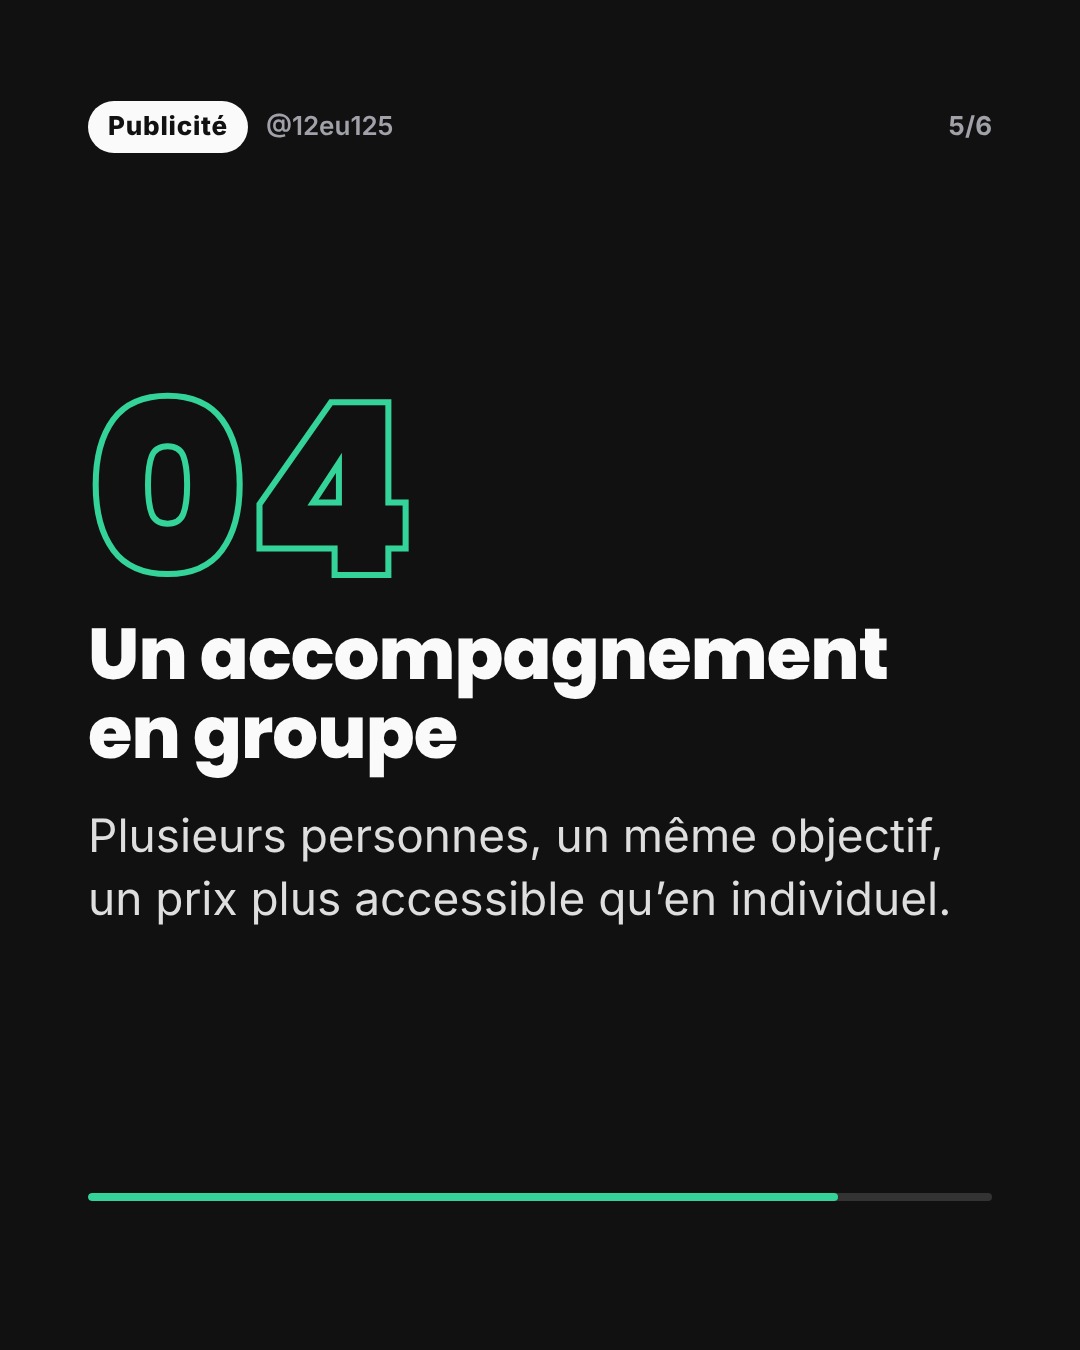 Publicité @12eu125 5/6
04
Un accompagnement
en groupe
Plusieurs personnes, un même objectif,
un prix plus accessible qu’en individuel.